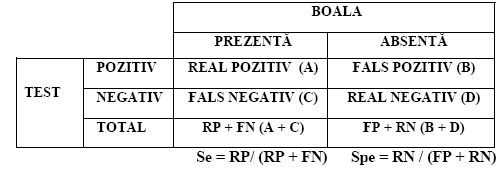 BOALA
PREZENTĂ ABSENTĂ
TEST POZITIV REAL POZITIV (A) FALS POZITIV (B)
NEGATIV FALS NEGATIV (C) REAL NEGATIV (D)
TOTAL RP + FN (A + C) FP + RN (B + D)
Se = RP/ (RP + FN) Spe = RN / (FP + RN)